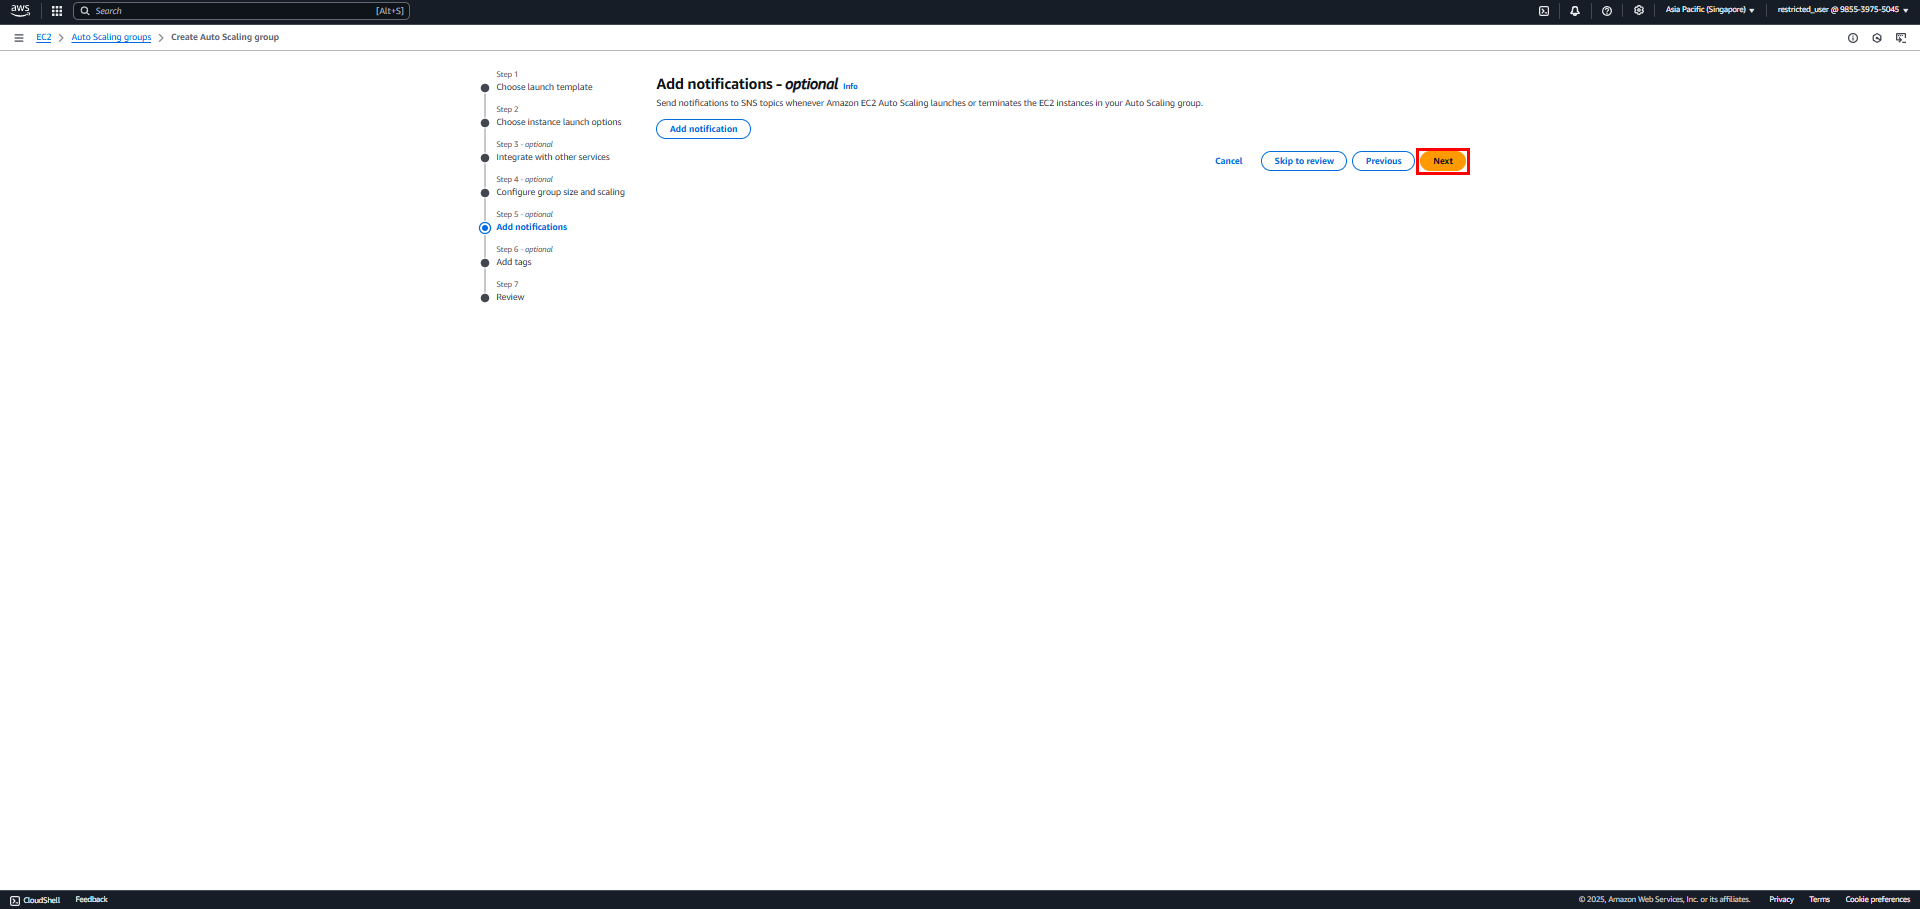 aws
Search [Alt+S]
Asia Pacific (Singapore)
restricted_user @ 9855-3975-5045
EC2
Auto Scaling groups
Create Auto Scaling group
Step 1
Choose launch template
Step 2
Choose instance launch options
Step 3 - optional
Integrate with other services
Step 4 - optional
Configure group size and scaling
Step 5 - optional
Add notifications
Step 6 - optional
Add tags
Step 7
Review
Add notifications - optional Info
Send notifications to SNS topics whenever Amazon EC2 Auto Scaling launches or terminates the EC2 instances in your Auto Scaling group.
Add notification
Cancel
Skip to review
Previous
Next
CloudShell
Feedback
© 2025, Amazon Web Services, Inc. or its affiliates.
Privacy
Terms
Cookie preferences